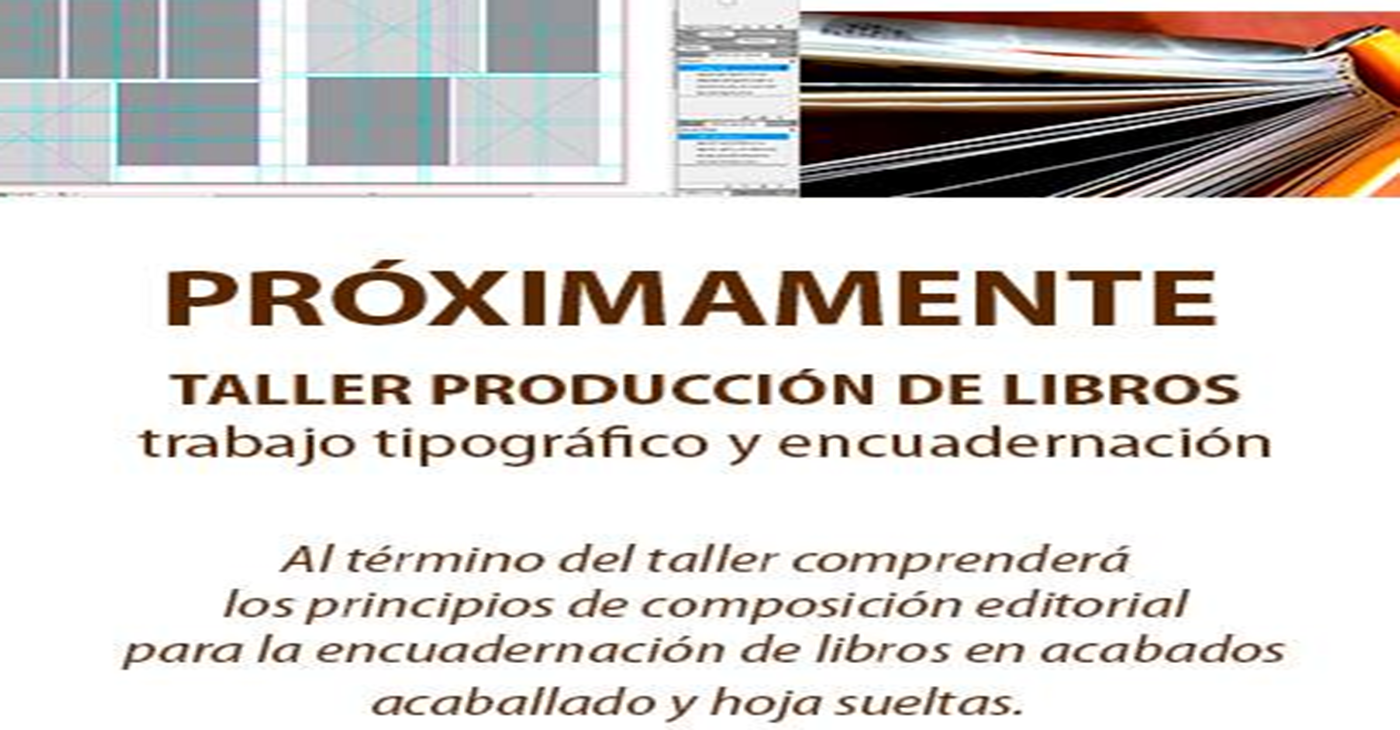 PRÓXIMAMENTE
TALLER PRODUCCIÓN DE LIBROS
trabajo tipográfico y encuadernación
Al término del taller comprenderá
los principios de composición editorial
para la encuadernación de libros en acabados
acaballado y hoja sueltas.